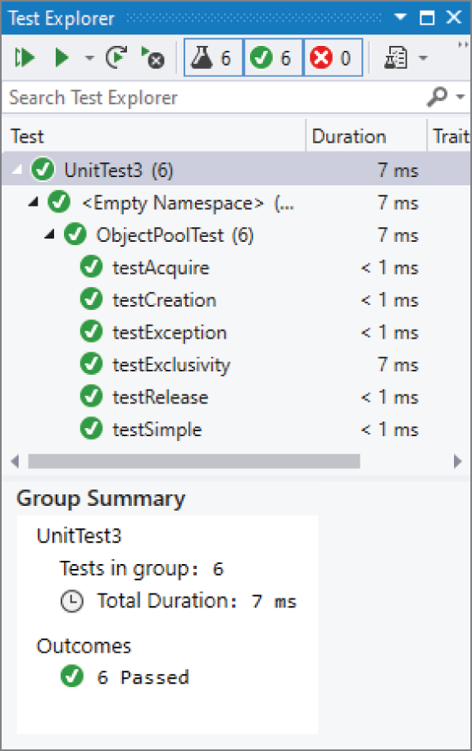 Test Explorer
6 6 0
Search Test Explorer
Test Duration Trait
UnitTest3 (6) 7 ms
<Empty Namespace> (... 7 ms
ObjectPoolTest (6) 7 ms
testAcquire < 1 ms
testCreation < 1 ms
testException < 1 ms
testExclusivity 7 ms
testRelease < 1 ms
testSimple < 1 ms
Group Summary
UnitTest3
Tests in group: 6
Total Duration: 7 ms
Outcomes
6 Passed